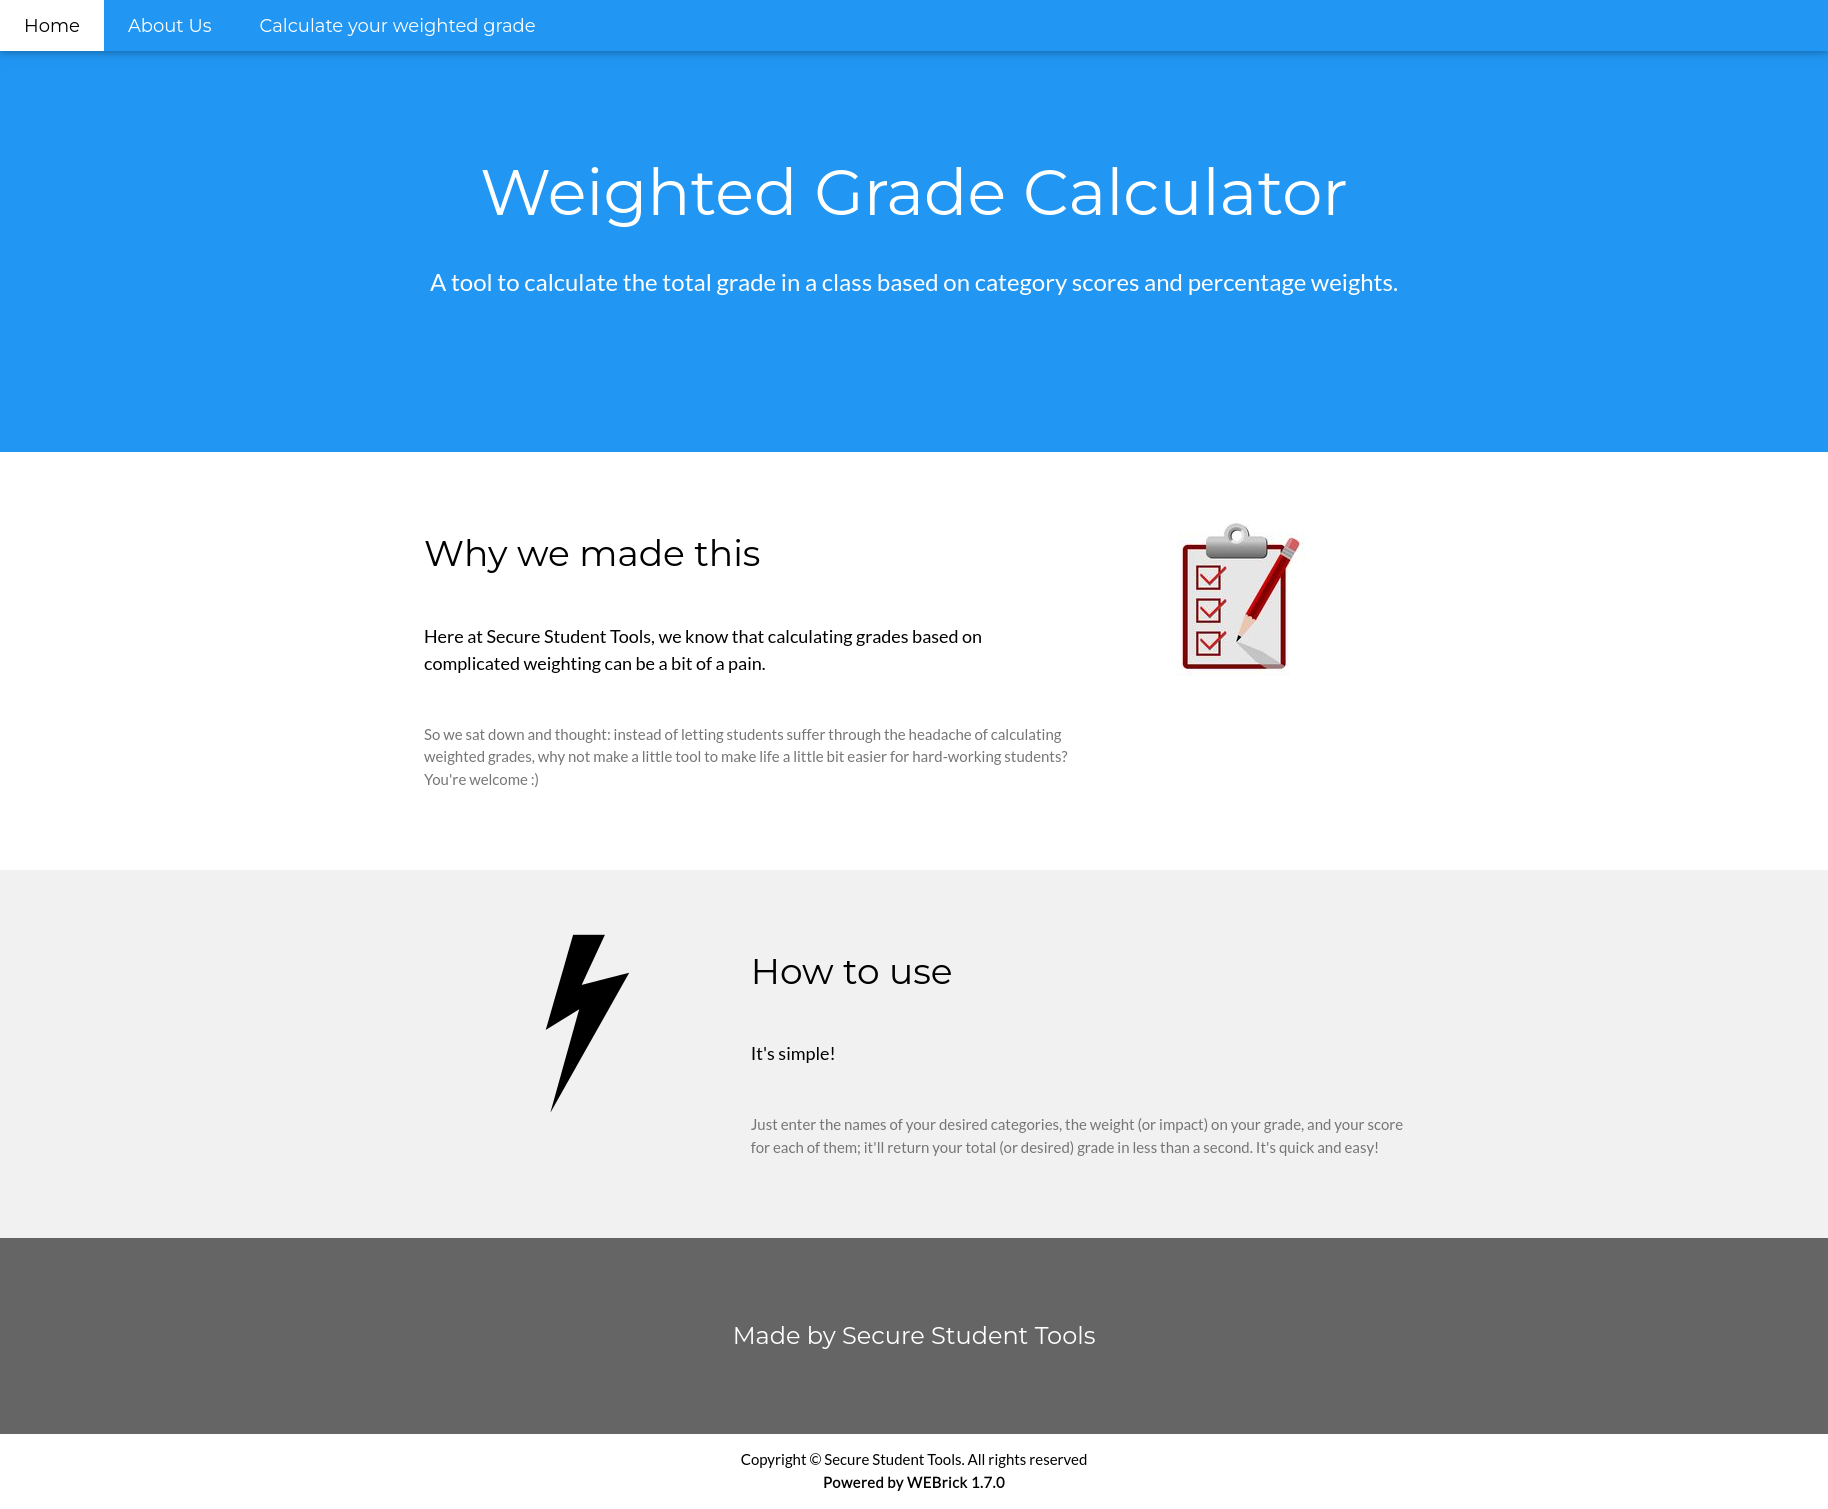 Home
About Us
Calculate your weighted grade
Weighted Grade Calculator
A tool to calculate the total grade in a class based on category scores and percentage weights.
Why we made this
Here at Secure Student Tools, we know that calculating grades based on
complicated weighting can be a bit of a pain.
So we sat down and thought: instead of letting students suffer through the headache of calculating
weighted grades, why not make a little tool to make life a little bit easier for hard-working students?
You're welcome :)
How to use
It's simple!
Just enter the names of your desired categories, the weight (or impact) on your grade, and your score
for each of them; it'll return your total (or desired) grade in less than a second. It's quick and easy!
Made by Secure Student Tools
Copyright © Secure Student Tools. All rights reserved
Powered by WEBrick 1.7.0